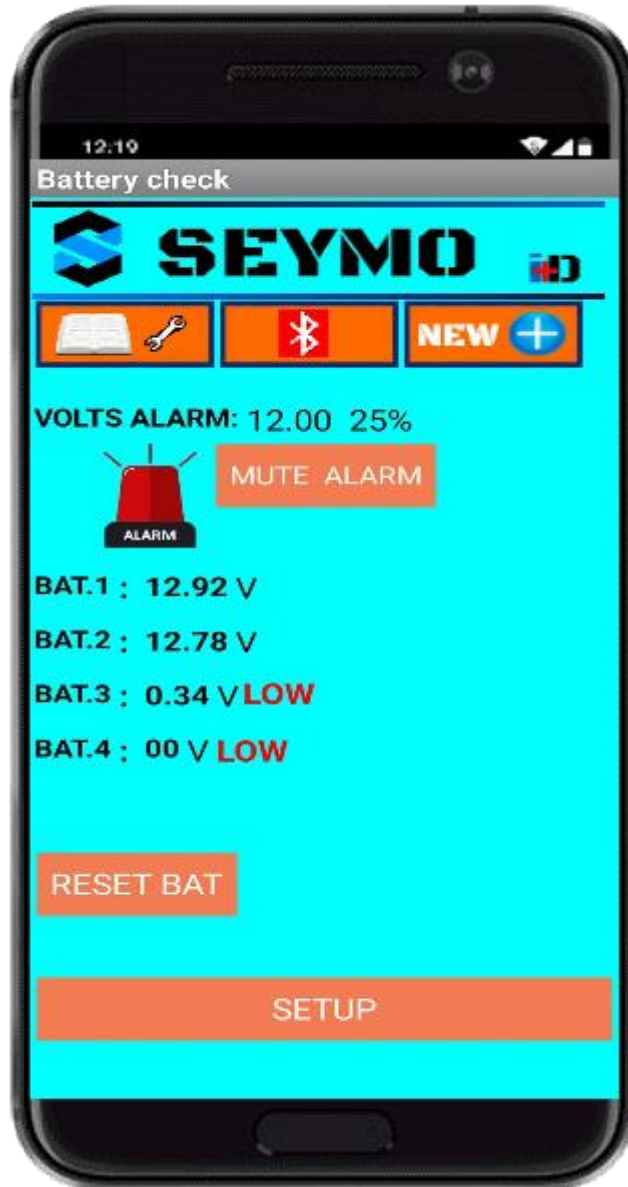 12:19
Battery check
SEYMO i+D
NEW
VOLTS ALARM: 12.00 25%
MUTE ALARM
ALARM
BAT.1 : 12.92 V
BAT.2 : 12.78 V
BAT.3 : 0.34 V LOW
BAT.4 : 00 V LOW
RESET BAT
SETUP